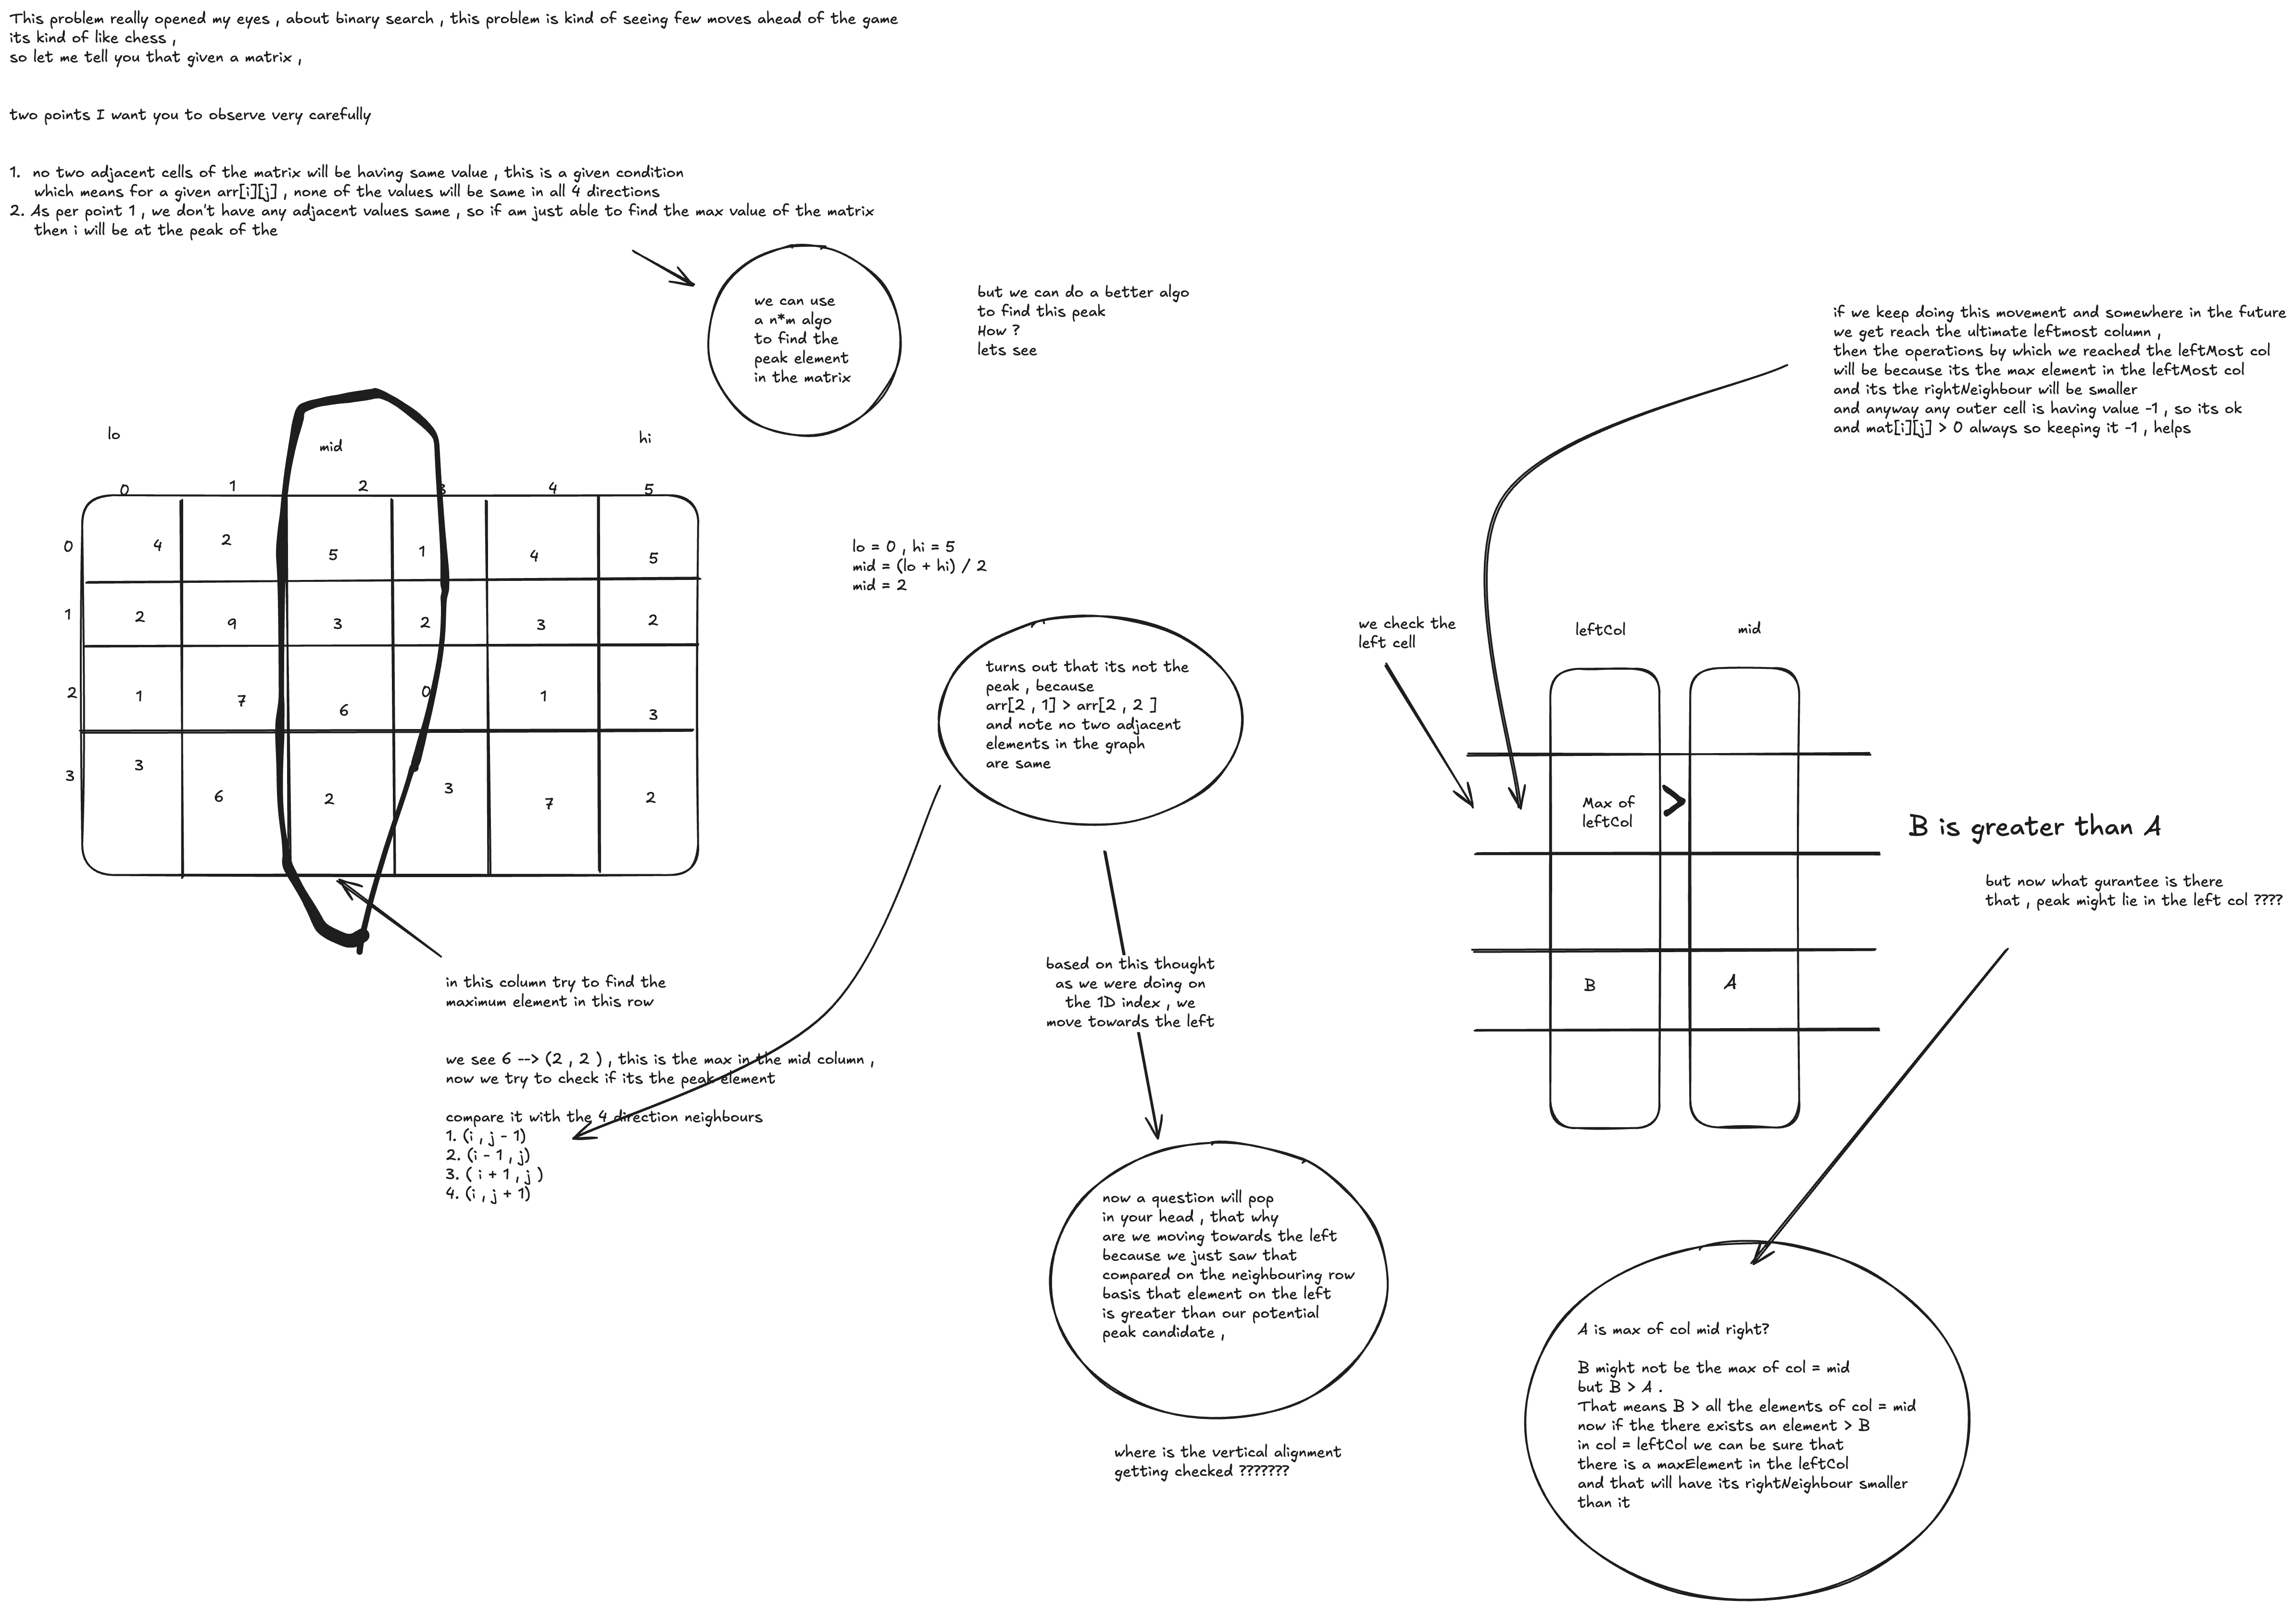 This problem really opened my eyes , about binary search , this problem is kind of seeing few moves ahead of the game
its kind of like chess ,
so let me tell you that given a matrix ,
two points I want you to observe very carefully
1. no two adjacent cells of the matrix will be having same value , this is a given condition
which means for a given arr[i][j] , none of the values will be same in all 4 directions
2. As per point 1 , we don't have any adjacent values same , so if am just able to find the max value of the matrix
then i will be at the peak of the
we can use
a n*m algo
to find the
peak element
in the matrix
but we can do a better algo
to find this peak
How ?
lets see
if we keep doing this movement and somewhere in the future
we get reach the ultimate leftmost column ,
then the operations by which we reached the leftMost col
will be because its the max element in the leftMost col
and its the rightNeighbour will be smaller
and anyway any outer cell is having value -1 , so its ok
and mat[i][j] > 0 always so keeping it -1 , helps
lo mid hi
0 1 2 3 4 5
0 4 2 5 1 4 5
1 2 9 3 2 3 2
2 1 7 6 0 1 3
3 3 6 2 3 7 2
lo = 0 , hi = 5
mid = (lo + hi) / 2
mid = 2
turns out that its not the
peak , because
arr[2 , 1] > arr[2 , 2 ]
and note no two adjacent
elements in the graph
are same
we check the
left cell
leftCol mid
Max of
leftCol
>
B A
B is greater than A
but now what gurantee is there
that , peak might lie in the left col ????
in this column try to find the
maximum element in this row
we see 6 --> (2 , 2 ) , this is the max in the mid column ,
now we try to check if its the peak element
compare it with the 4 direction neighbours
1. (i , j - 1)
2. (i - 1 , j)
3. ( i + 1 , j )
4. (i , j + 1)
based on this thought
as we were doing on
the 1D index , we
move towards the left
now a question will pop
in your head , that why
are we moving towards the left
because we just saw that
compared on the neighbouring row
basis that element on the left
is greater than our potential
peak candidate ,
where is the vertical alignment
getting checked ???????
A is max of col mid right?
B might not be the max of col = mid
but B > A .
That means B > all the elements of col = mid
now if the there exists an element > B
in col = leftCol we can be sure that
there is a maxElement in the leftCol
and that will have its rightNeighbour smaller
than it